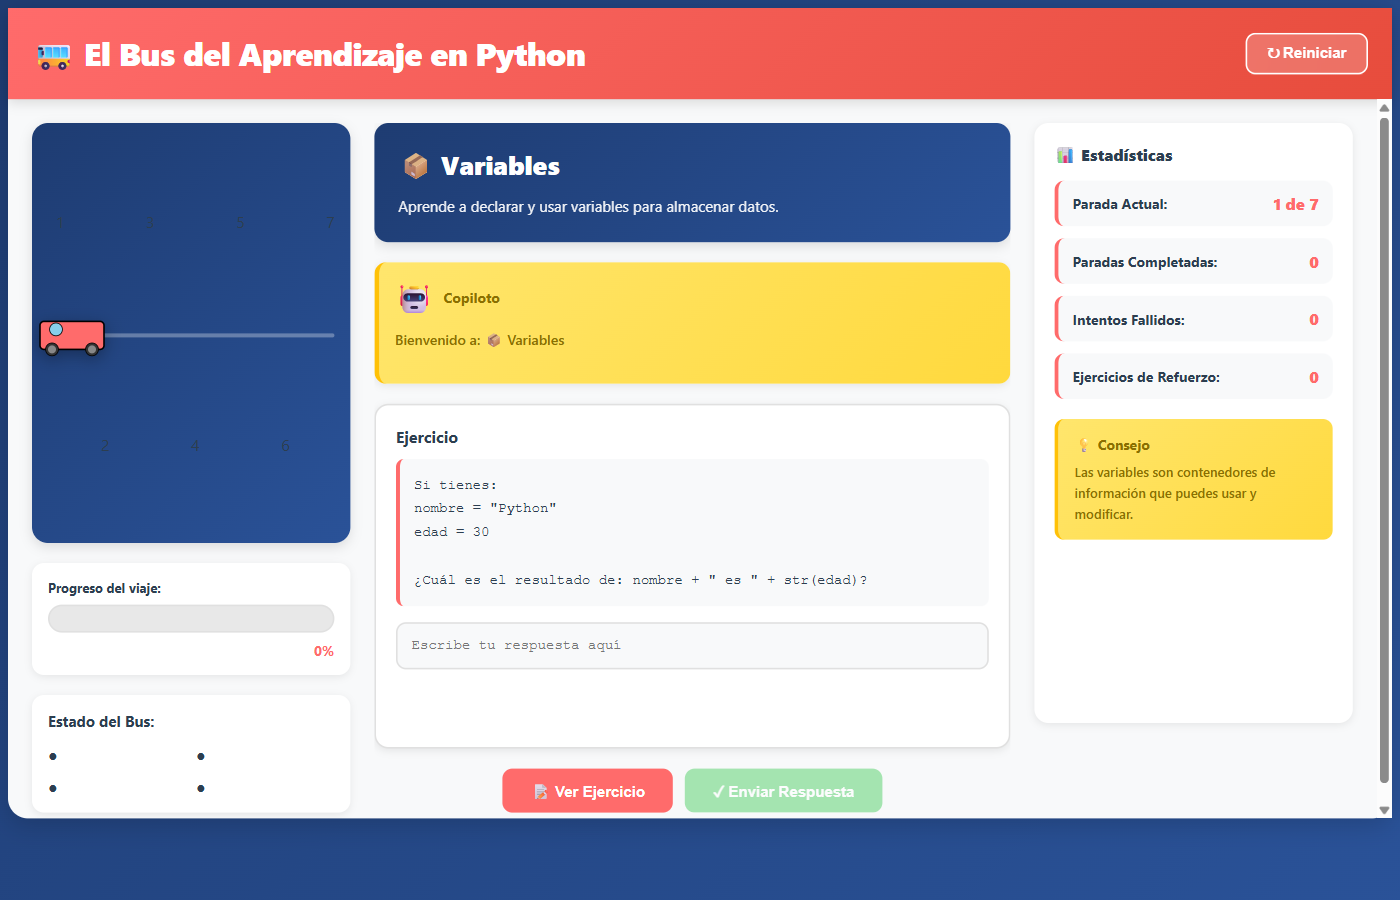 El Bus del Aprendizaje en Python
↻ Reiniciar
1 3 5 7
2 4 6
Progreso del viaje:
0%
Estado del Bus:
Variables
Aprende a declarar y usar variables para almacenar datos.
Copiloto
Bienvenido a: Variables
Ejercicio
Si tienes:
nombre = "Python"
edad = 30
¿Cuál es el resultado de: nombre + " es " + str(edad)?
Escribe tu respuesta aquí
Ver Ejercicio
✓ Enviar Respuesta
Estadísticas
Parada Actual: 1 de 7
Paradas Completadas: 0
Intentos Fallidos: 0
Ejercicios de Refuerzo: 0
Consejo
Las variables son contenedores de
información que puedes usar y
modificar.